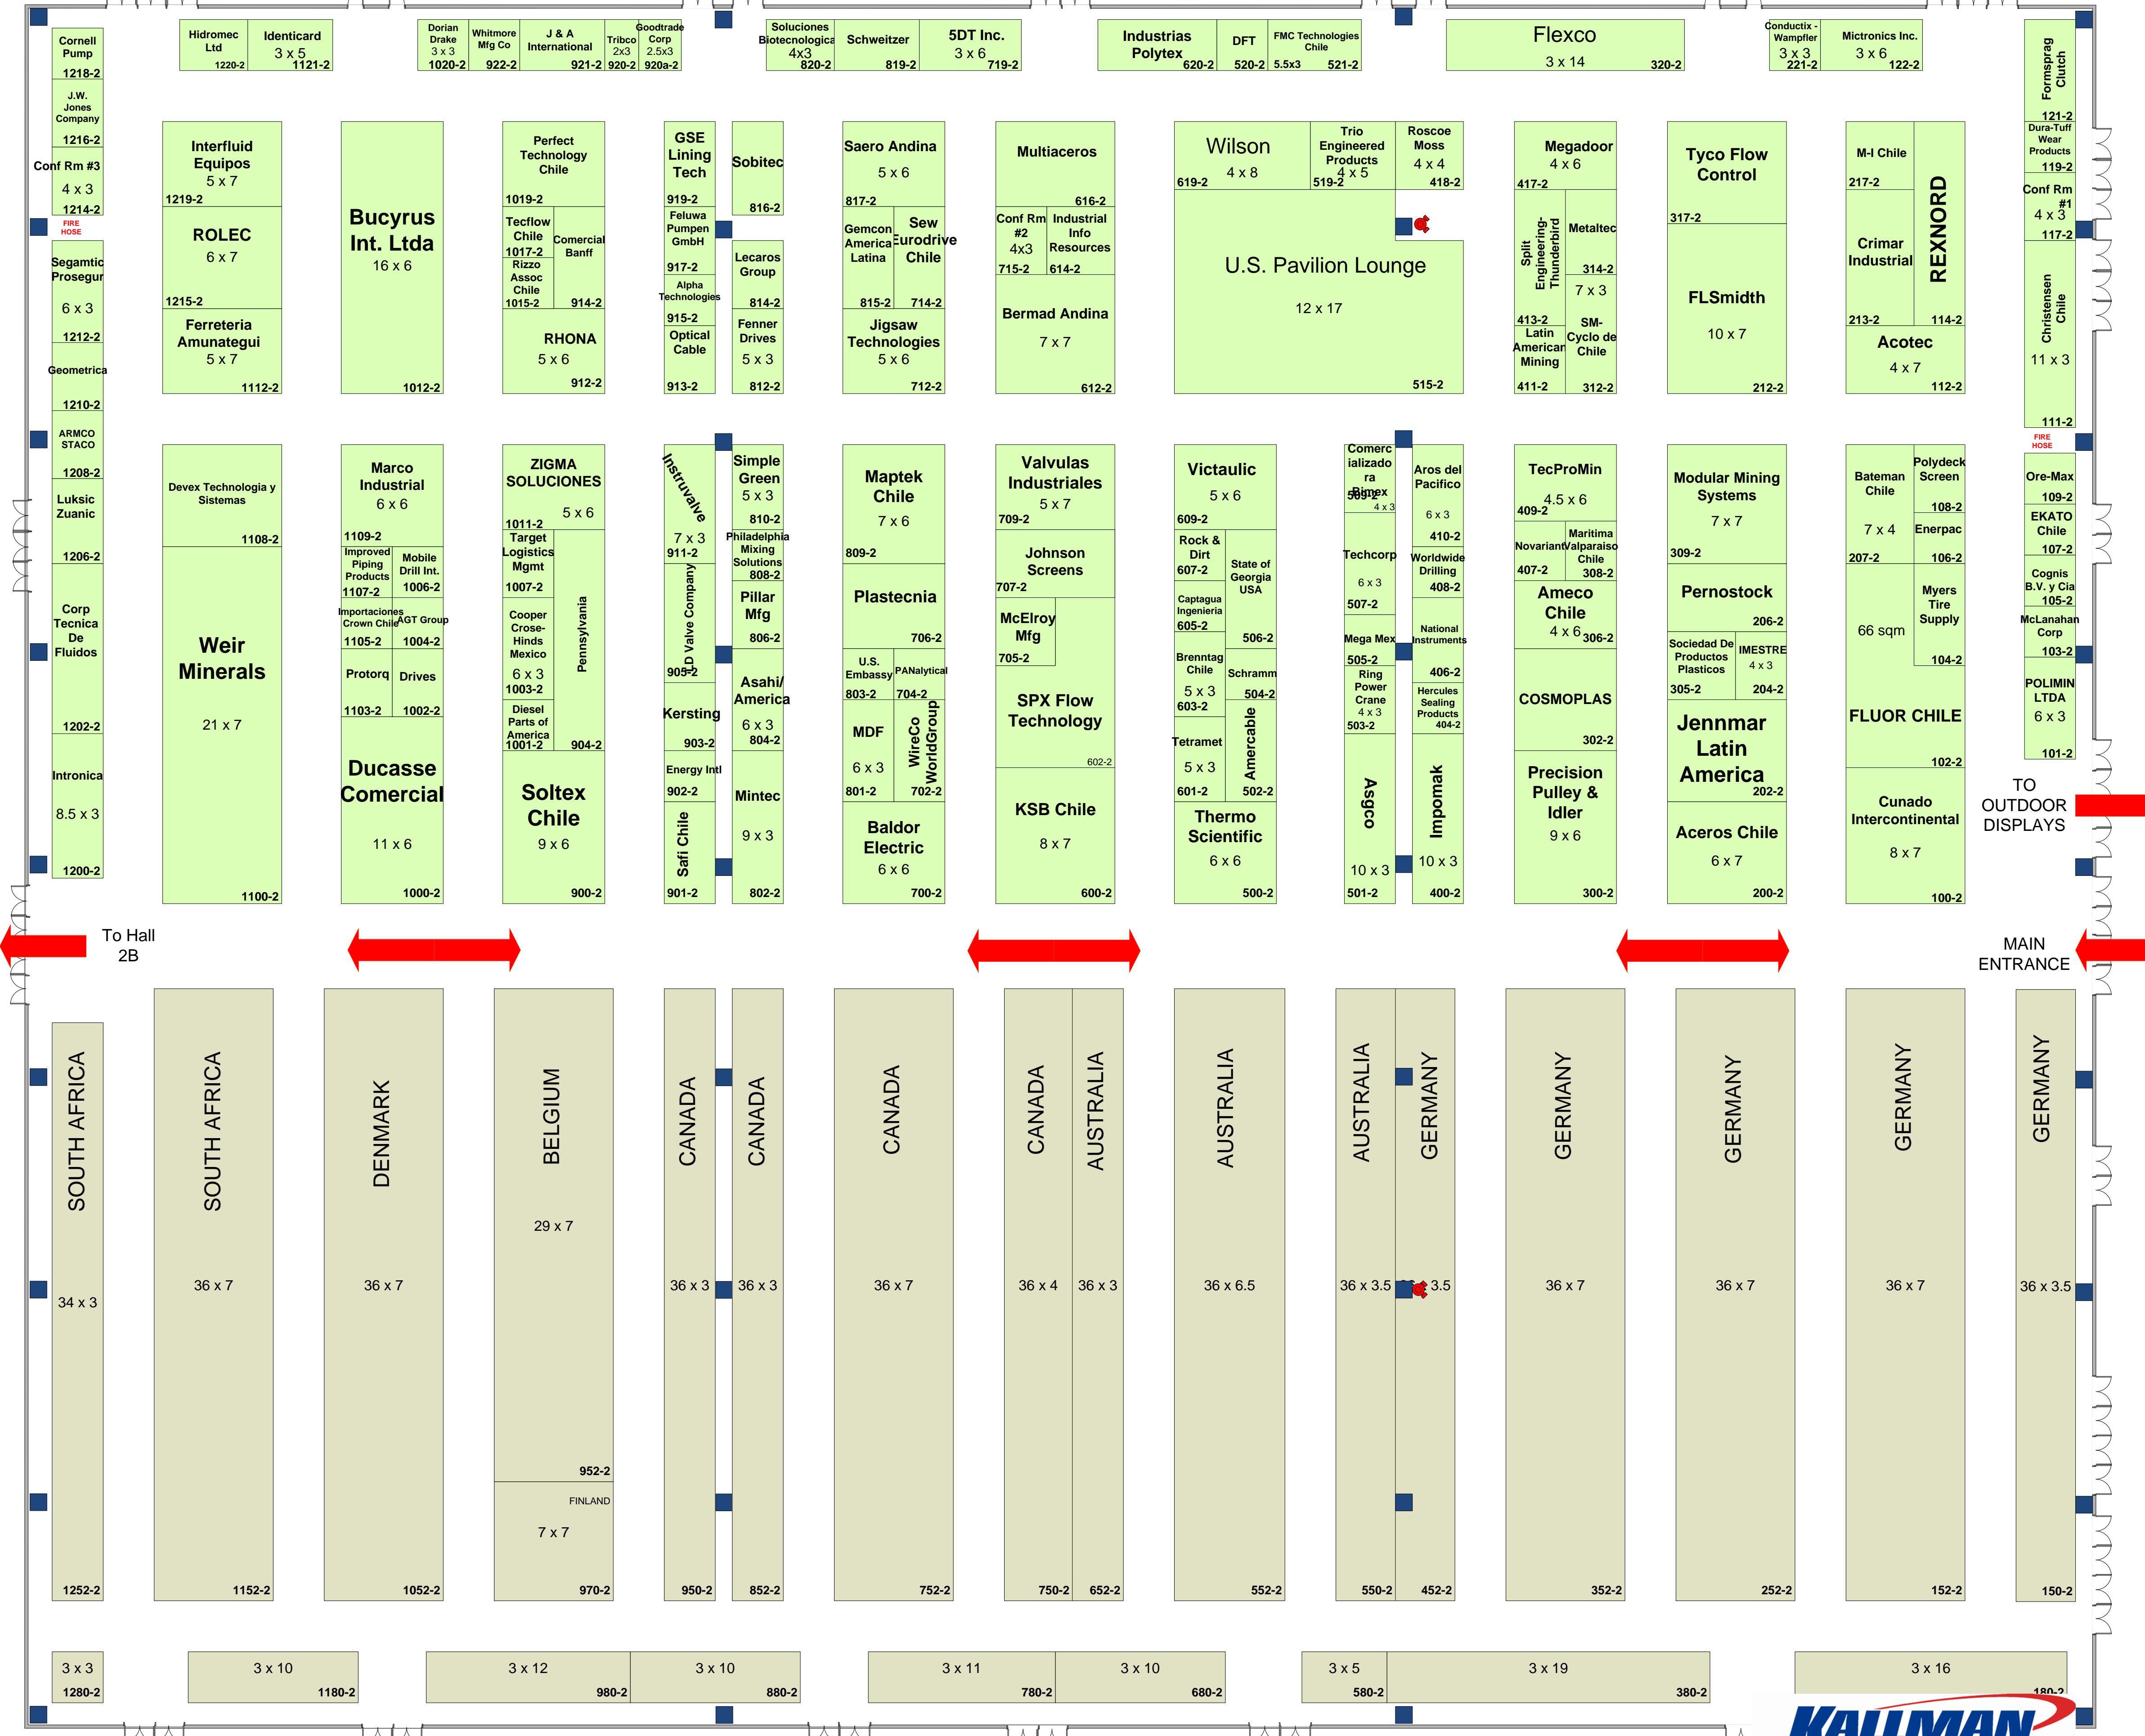 Cornell
Pump
1218-2
J.W.
Jones
Company
1216-2
Conf Rm #3
4 x 3
1214-2
FIRE
HOSE
Segamtic
Prosegur
6 x 3
1212-2
Geometrica
1210-2
ARMCO
STACO
1208-2
Luksic
Zuanic
1206-2
Corp
Tecnica
De
Fluidos
1202-2
Intronica
8.5 x 3
1200-2
Hidromec
Ltd
1220-2
Identicard
3 x 5
1121-2
Dorian
Drake
3 x 3
1020-2
Whitmore
Mfg Co
922-2
J & A
International
921-2
Tribco
2x3
920-2
Goodtrade
Corp
2.5x3
920a-2
Soluciones
Biotecnologica
4x3
820-2
Schweitzer
819-2
5DT Inc.
3 x 6
719-2
Industrias
Polytex
620-2
DFT
520-2
FMC Technologies
Chile
5.5x3
521-2
Flexco
3 x 14
320-2
Conductix -
Wampfler
3 x 3
221-2
Mictronics Inc.
3 x 6
122-2
Formsprag
Clutch
121-2
Dura-Tuff
Wear
Products
119-2
Conf Rm
#1
4 x 3
117-2
Christensen
Chile
11 x 3
111-2
FIRE
HOSE
Ore-Max
109-2
EKATO
Chile
107-2
Cognis
B.V. y Cia
105-2
McLanahan
Corp
103-2
POLIMIN
LTDA
6 x 3
101-2
Interfluid
Equipos
5 x 7
1219-2
ROLEC
6 x 7
1215-2
Ferreteria
Amunategui
5 x 7
1112-2
Bucyrus
Int. Ltda
16 x 6
1012-2
Perfect
Technology
Chile
1019-2
Tecflow
Chile
1017-2
Rizzo
Assoc
Chile
1015-2
Comercial
Banff
914-2
RHONA
5 x 6
912-2
GSE
Lining
Tech
919-2
Feluwa
Pumpen
GmbH
917-2
Alpha
Technologies
915-2
Optical
Cable
913-2
Sobitec
816-2
Lecaros
Group
814-2
Fenner
Drives
5 x 3
812-2
Saero Andina
5 x 6
817-2
Gemcon
America
Latina
815-2
Sew
Eurodrive
Chile
714-2
Jigsaw
Technologies
5 x 6
712-2
Multiaceros
616-2
Conf Rm
#2
4x3
715-2
Industrial
Info
Resources
614-2
Bermad Andina
7 x 7
612-2
Wilson
4 x 8
619-2
Trio
Engineered
Products
4 x 5
519-2
Roscoe
Moss
4 x 4
418-2
U.S. Pavilion Lounge
12 x 17
515-2
Megadoor
4 x 6
417-2
Split
Engineering-
Thunderbird
413-2
Metaltec
314-2
Latin
American
Mining
411-2
7 x 3
SM-
Cyclo de
Chile
312-2
Tyco Flow
Control
317-2
FLSmidth
10 x 7
212-2
M-I Chile
217-2
Crimar
Industrial
213-2
REXNORD
114-2
Acotec
4 x 7
112-2
Devex Technologia y
Sistemas
1108-2
Weir
Minerals
21 x 7
1100-2
Marco
Industrial
6 x 6
1109-2
Improved
Piping
Products
1107-2
Mobile
Drill Int.
1006-2
Importaciones
Crown Chile
1105-2
AGT Group
1004-2
Protorq
1103-2
Drives
1002-2
Ducasse
Comercial
11 x 6
1000-2
ZIGMA
SOLUCIONES
5 x 6
1011-2
Target
Logistics
Mgmt
1007-2
Cooper
Crose-
Hinds
Mexico
6 x 3
1003-2
Diesel
Parts of
America
1001-2
Pennsylvania
904-2
Soltex
Chile
9 x 6
900-2
Instruvalve
7 x 3
911-2
LD Valve Company
905-2
Kersting
903-2
Energy Intl
902-2
Safi Chile
901-2
Simple
Green
5 x 3
810-2
Philadelphia
Mixing
Solutions
808-2
Pillar
Mfg
806-2
Asahi/
America
6 x 3
804-2
Mintec
9 x 3
802-2
Maptek
Chile
7 x 6
809-2
Plastecnia
706-2
U.S.
Embassy
803-2
PANalytical
704-2
MDF
6 x 3
801-2
WireCo
WorldGroup
702-2
Baldor
Electric
6 x 6
700-2
Valvulas
Industriales
5 x 7
709-2
Johnson
Screens
707-2
McElroy
Mfg
705-2
SPX Flow
Technology
602-2
KSB Chile
8 x 7
600-2
Victaulic
5 x 6
609-2
Rock &
Dirt
607-2
State of
Georgia
USA
506-2
Captagua
Ingenieria
605-2
Brenntag
Chile
5 x 3
603-2
Schramm
504-2
Tetramet
5 x 3
601-2
Amercable
502-2
Thermo
Scientific
6 x 6
500-2
Comerc
ializado
ra
Bimex
509-2
4 x 3
Techcorp
6 x 3
507-2
Mega Mex
505-2
Ring
Power
Crane
4 x 3
503-2
Asgco
10 x 3
501-2
Aros del
Pacifico
6 x 3
410-2
Worldwide
Drilling
408-2
National
Instruments
406-2
Hercules
Sealing
Products
404-2
Impomak
10 x 3
400-2
TecProMin
4.5 x 6
409-2
Novariant
407-2
Maritima
Valparaiso
Chile
308-2
Ameco
Chile
4 x 6
306-2
COSMOPLAS
302-2
Precision
Pulley &
Idler
9 x 6
300-2
Modular Mining
Systems
7 x 7
309-2
Pernostock
206-2
Sociedad De
Productos
Plasticos
305-2
IMESTRE
4 x 3
204-2
Jennmar
Latin
America
202-2
Aceros Chile
6 x 7
200-2
Bateman
Chile
7 x 4
207-2
Polydeck
Screen
108-2
Enerpac
106-2
Myers
Tire
Supply
104-2
66 sqm
FLUOR CHILE
102-2
Cunado
Intercontinental
8 x 7
100-2
TO
OUTDOOR
DISPLAYS
To Hall
2B
MAIN
ENTRANCE
SOUTH AFRICA
34 x 3
1252-2
SOUTH AFRICA
36 x 7
1152-2
DENMARK
36 x 7
1052-2
BELGIUM
29 x 7
952-2
FINLAND
7 x 7
970-2
CANADA
36 x 3
950-2
CANADA
36 x 3
852-2
CANADA
36 x 7
752-2
CANADA
36 x 4
750-2
AUSTRALIA
36 x 3
652-2
AUSTRALIA
36 x 6.5
552-2
AUSTRALIA
36 x 3.5
550-2
GERMANY
3.5
452-2
GERMANY
36 x 7
352-2
GERMANY
36 x 7
252-2
GERMANY
36 x 7
152-2
GERMANY
36 x 3.5
150-2
3 x 3
1280-2
3 x 10
1180-2
3 x 12
980-2
3 x 10
880-2
3 x 11
780-2
3 x 10
680-2
3 x 5
580-2
3 x 19
380-2
3 x 16
180-2
KALLMAN